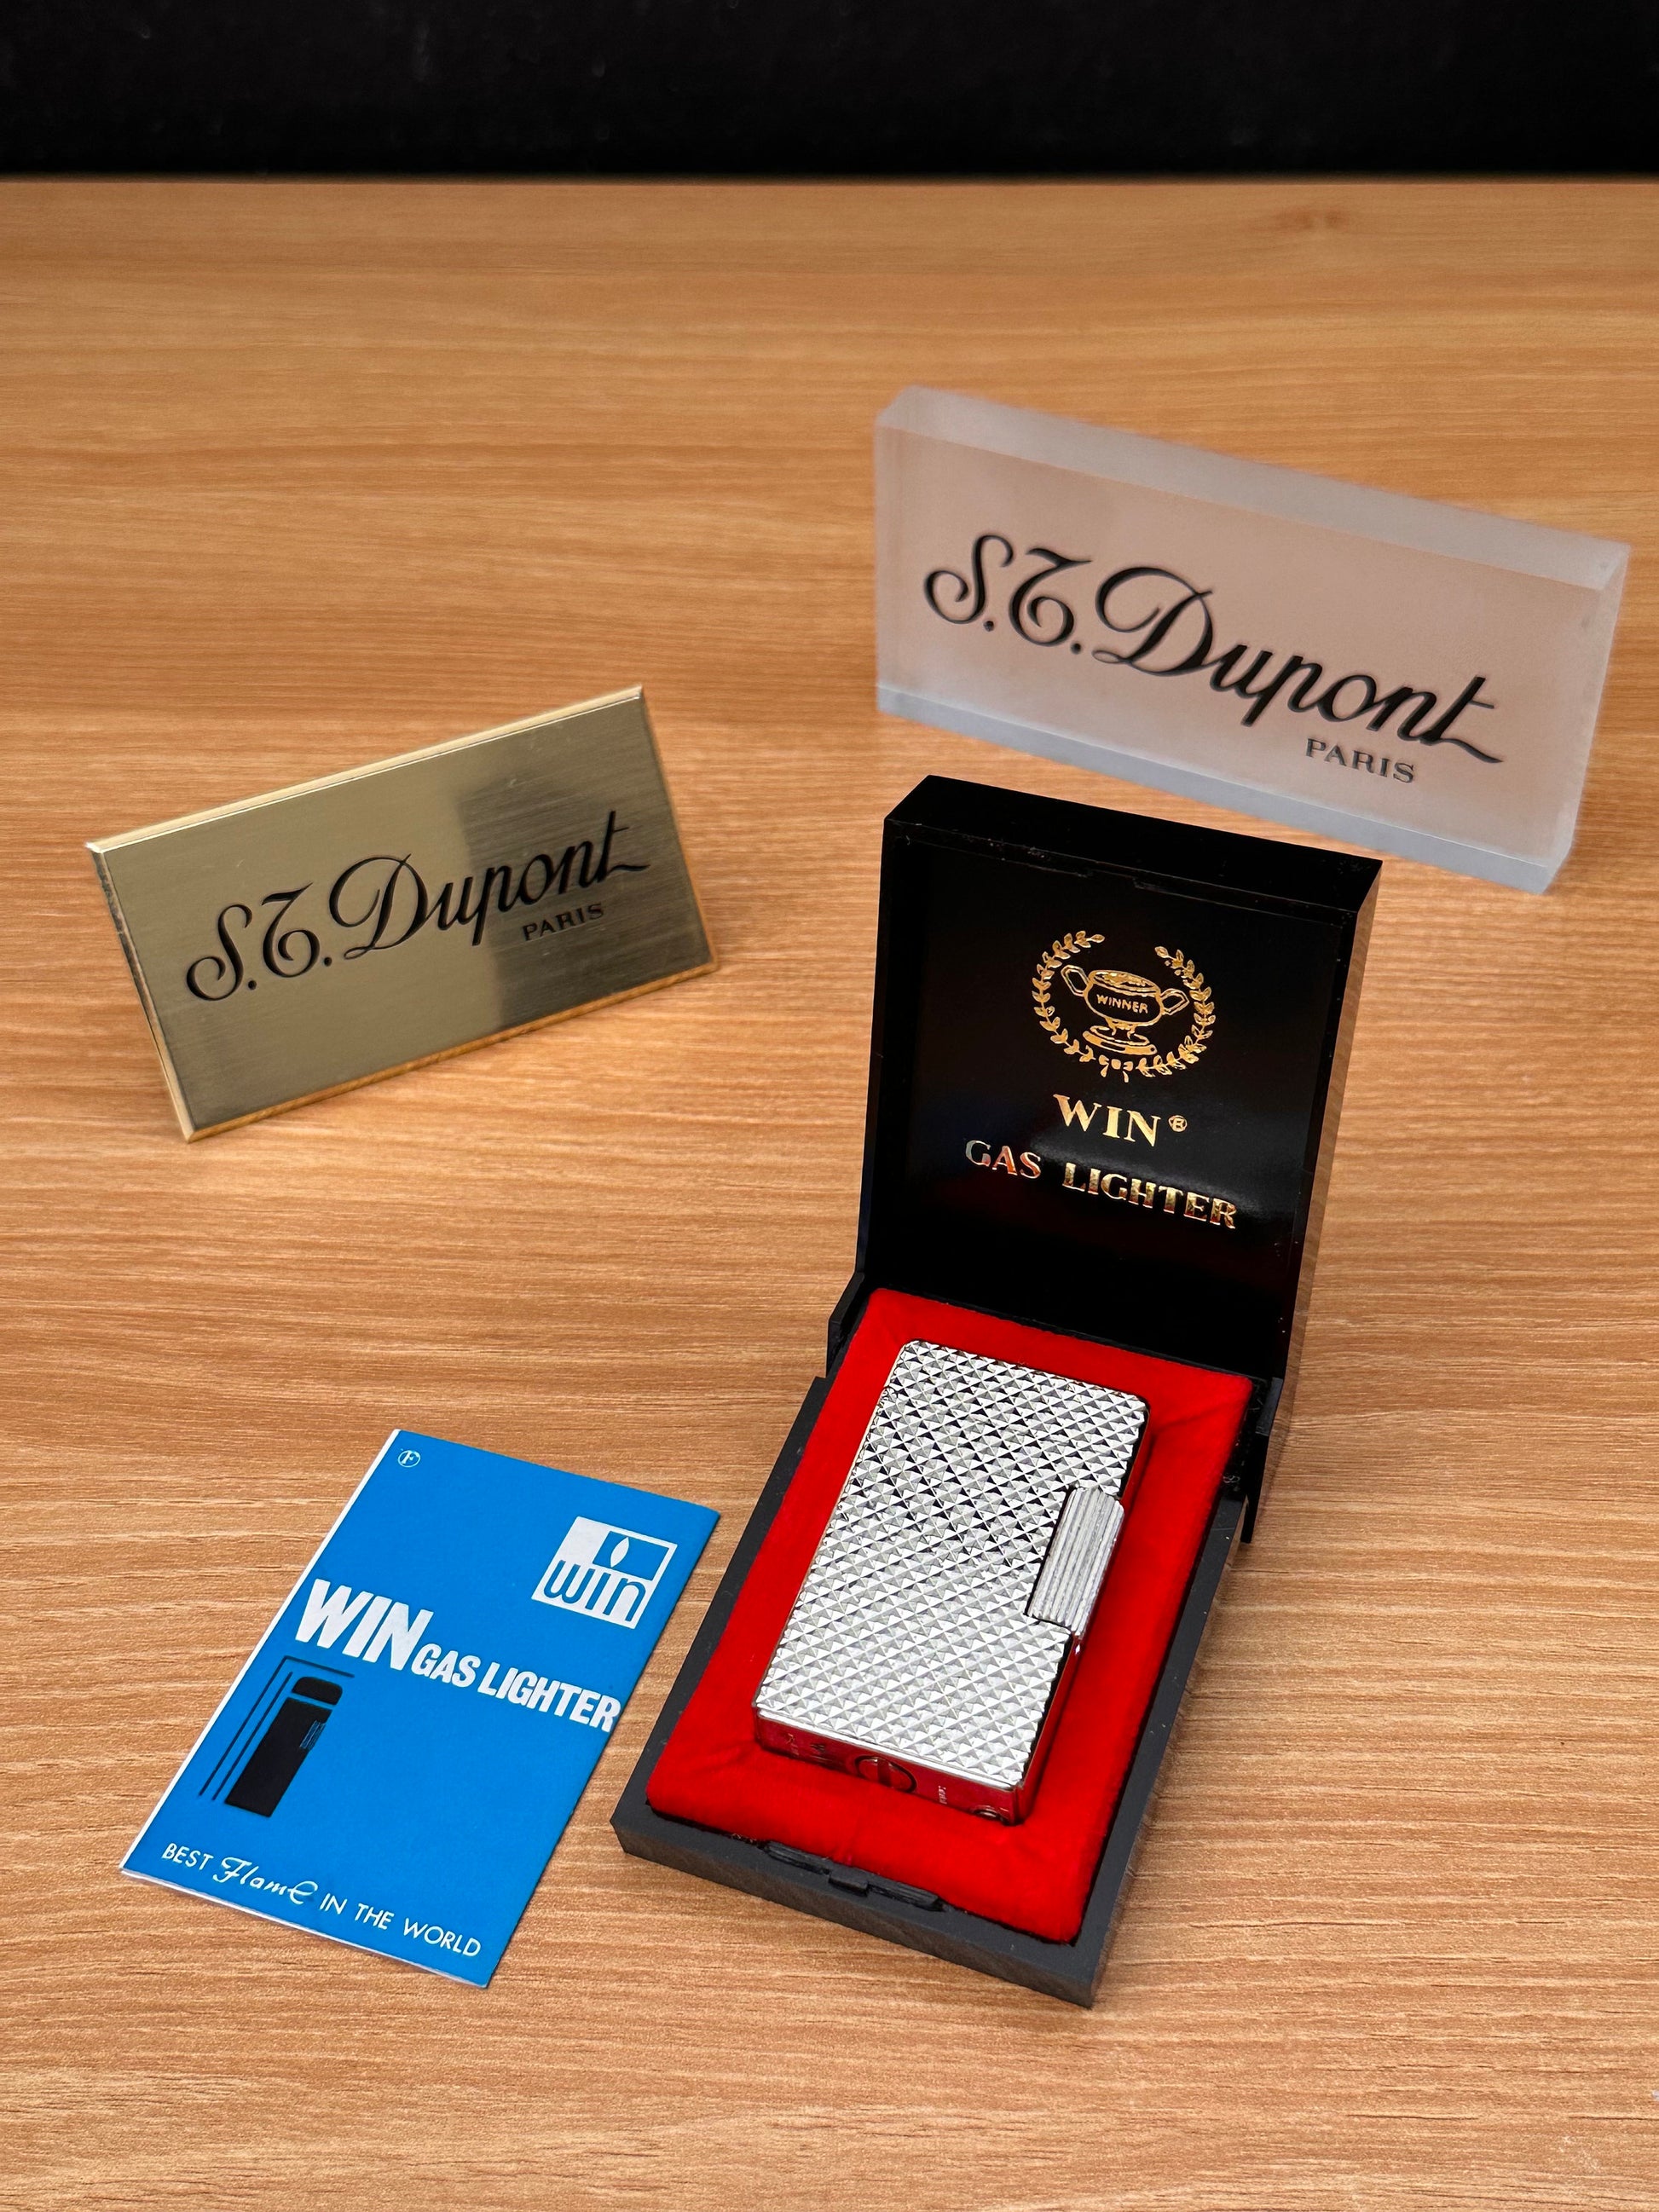 S.T. Dupont
PARIS
S.T. Dupont
PARIS
WINNER
WIN®
GAS LIGHTER
F
win
WIN GAS LIGHTER
BEST Flame IN THE WORLD